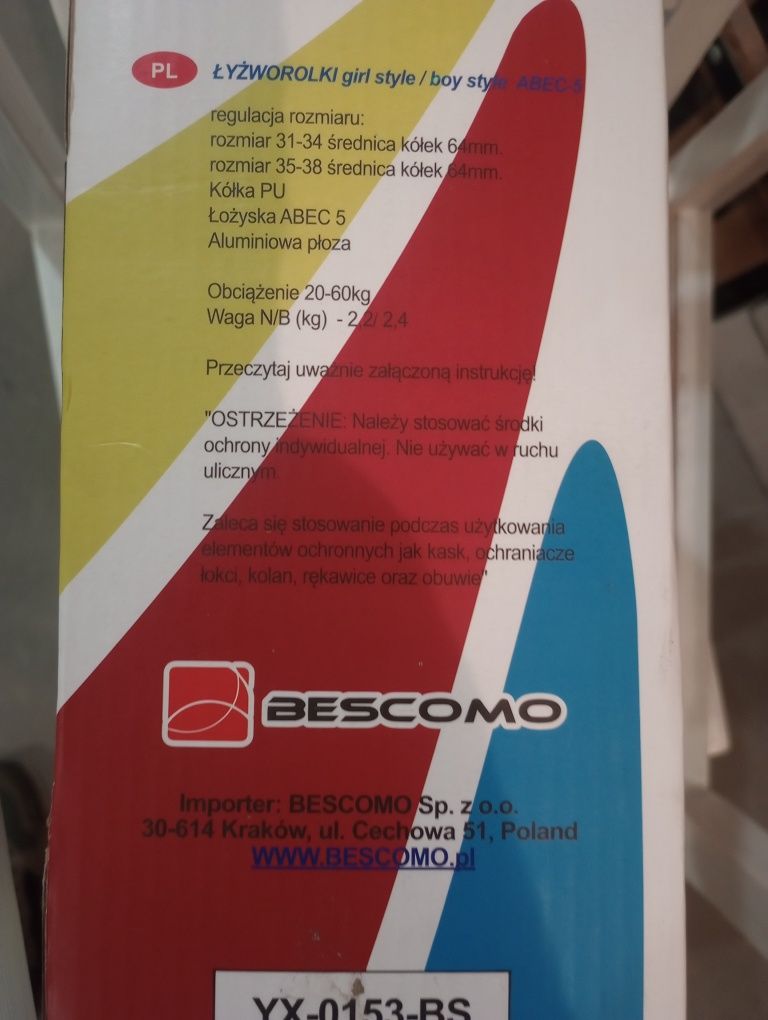 PL
ŁYŻWOROLKI girl style / boy style ABEC-5
regulacja rozmiaru:
rozmiar 31-34 średnica kółek 64mm.
rozmiar 35-38 średnica kółek 64mm.
Kółka PU
Łożyska ABEC 5
Aluminiowa płoza
Obciążenie 20-60kg
Waga N/B (kg) - 2,2/ 2,4
Przeczytaj uważnie załączoną instrukcję!
"OSTRZEŻENIE: Należy stosować środki
ochrony indywidualnej. Nie używać w ruchu
ulicznym.
Zaleca się stosowanie podczas użytkowania
elementów ochronnych jak kask, ochraniacze
łokci, kolan, rękawice oraz obuwie"
BESCOMO
Importer: BESCOMO Sp. z o.o.
30-614 Kraków, ul. Cechowa 51, Poland
WWW.BESCOMO.pl
YX-0153-BS